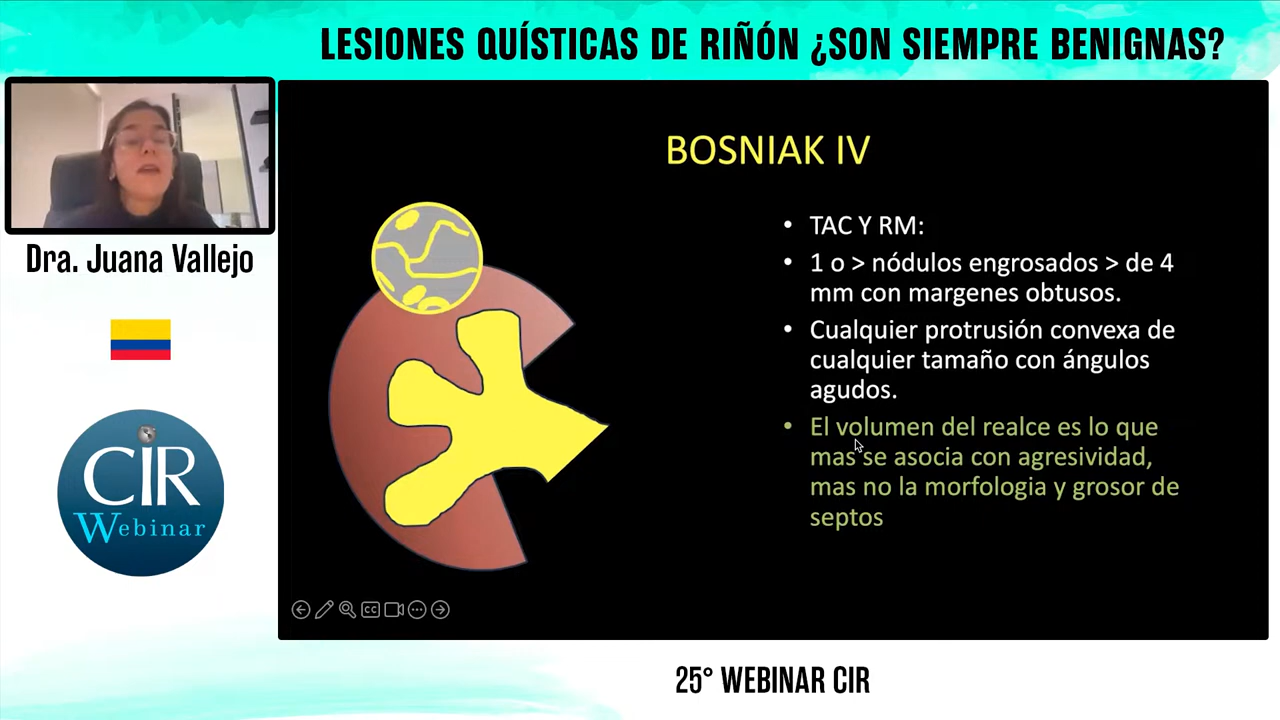 LESIONES QUÍSTICAS DE RIÑÓN ¿SON SIEMPRE BENIGNAS?
Dra. Juana Vallejo
CIR
Webinar
BOSNIAK IV
• TAC Y RM:
• 1 o > nódulos engrosados > de 4
mm con margenes obtusos.
• Cualquier protrusión convexa de
cualquier tamaño con ángulos
agudos.
• El volumen del realce es lo que
mas se asocia con agresividad,
mas no la morfologia y grosor de
septos
CC
25° WEBINAR CIR